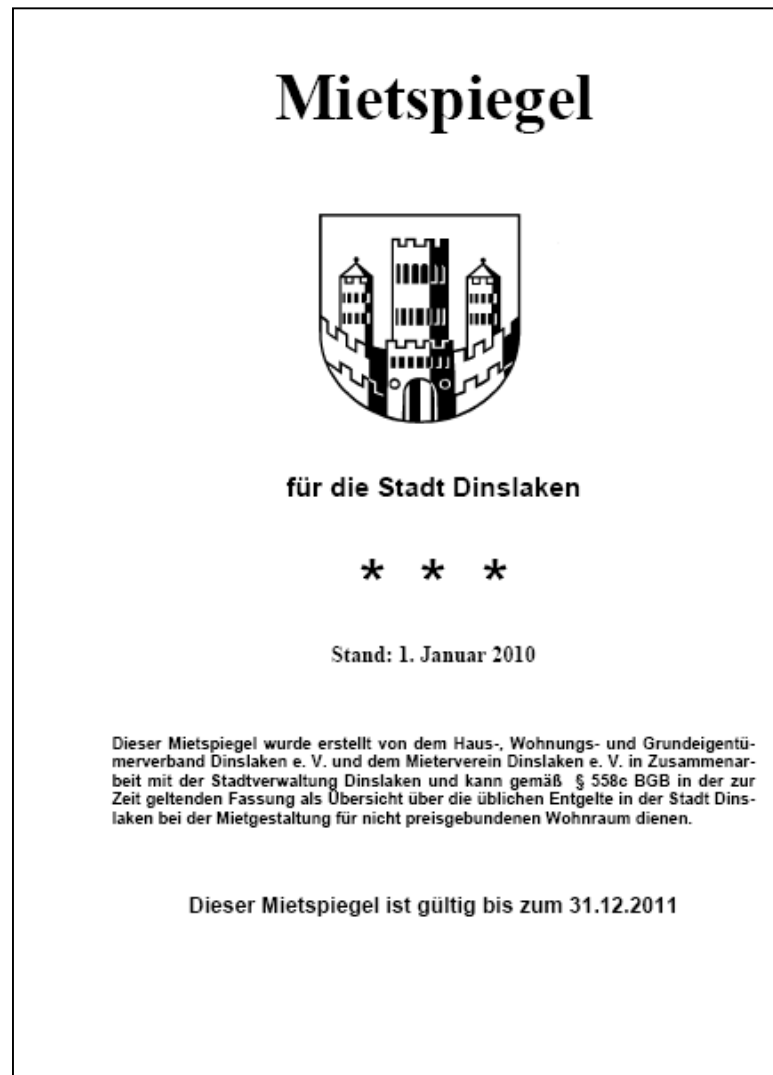 Mietspiegel
für die Stadt Dinslaken
* * *
Stand: 1. Januar 2010
Dieser Mietspiegel wurde erstellt von dem Haus-, Wohnungs- und Grundeigentü-
merverband Dinslaken e. V. und dem Mieterverein Dinslaken e. V. in Zusammenar-
beit mit der Stadtverwaltung Dinslaken und kann gemäß § 558c BGB in der zur
Zeit geltenden Fassung als Übersicht über die üblichen Entgelte in der Stadt Dins-
laken bei der Mietgestaltung für nicht preisgebundenen Wohnraum dienen.
Dieser Mietspiegel ist gültig bis zum 31.12.2011